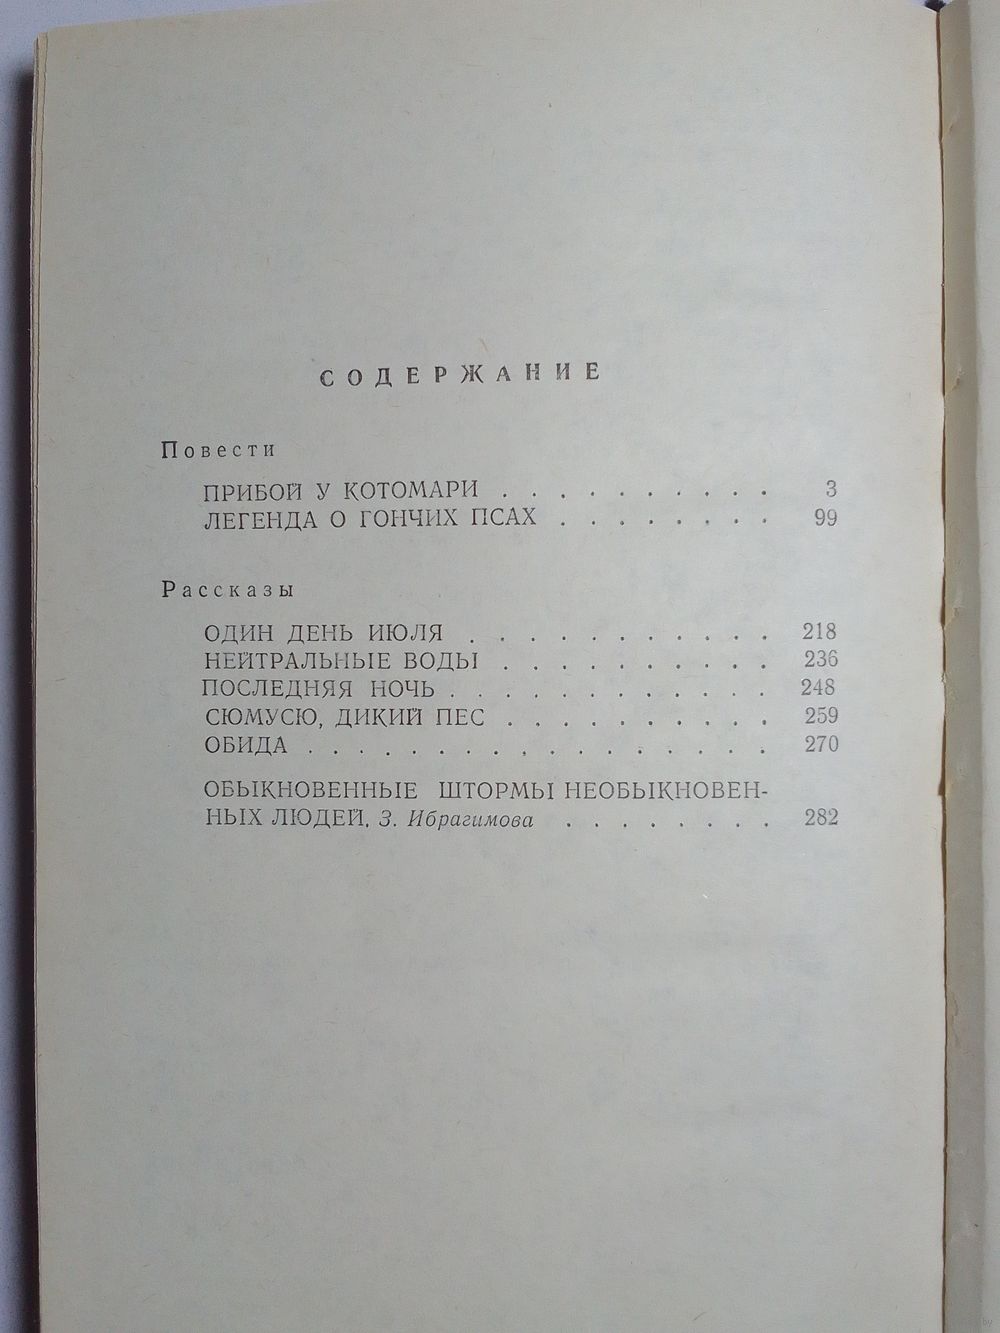 СОДЕРЖАНИЕ
Повести
ПРИБОЙ У КОТОМАРИ . . . . . . . . . . 3
ЛЕГЕНДА О ГОНЧИХ ПСАХ . . . . . . . . 99
Рассказы
ОДИН ДЕНЬ ИЮЛЯ . . . . . . . . . . . 218
НЕЙТРАЛЬНЫЕ ВОДЫ . . . . . . . . . . 236
ПОСЛЕДНЯЯ НОЧЬ . . . . . . . . . . . . 248
СЮМУСЮ, ДИКИЙ ПЕС . . . . . . . . . . 259
ОБИДА . . . . . . . . . . . . . . . . . 270
ОБЫКНОВЕННЫЕ ШТОРМЫ НЕОБЫКНОВЕН-
НЫХ ЛЮДЕЙ. З. Ибрагимова . . . . . . . . 282